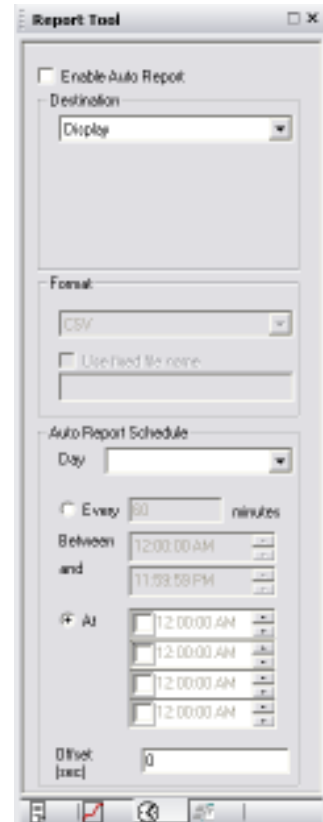 Report Tool
Enable Auto Report
Destination
Display
Format
CSV
Use fixed file name
Auto Report Schedule
Day
Every 60 minutes
Between 12:00:00 AM
and 11:59:59 PM
At 12:00:00 AM
12:00:00 AM
12:00:00 AM
12:00:00 AM
Offset 0
[sec]